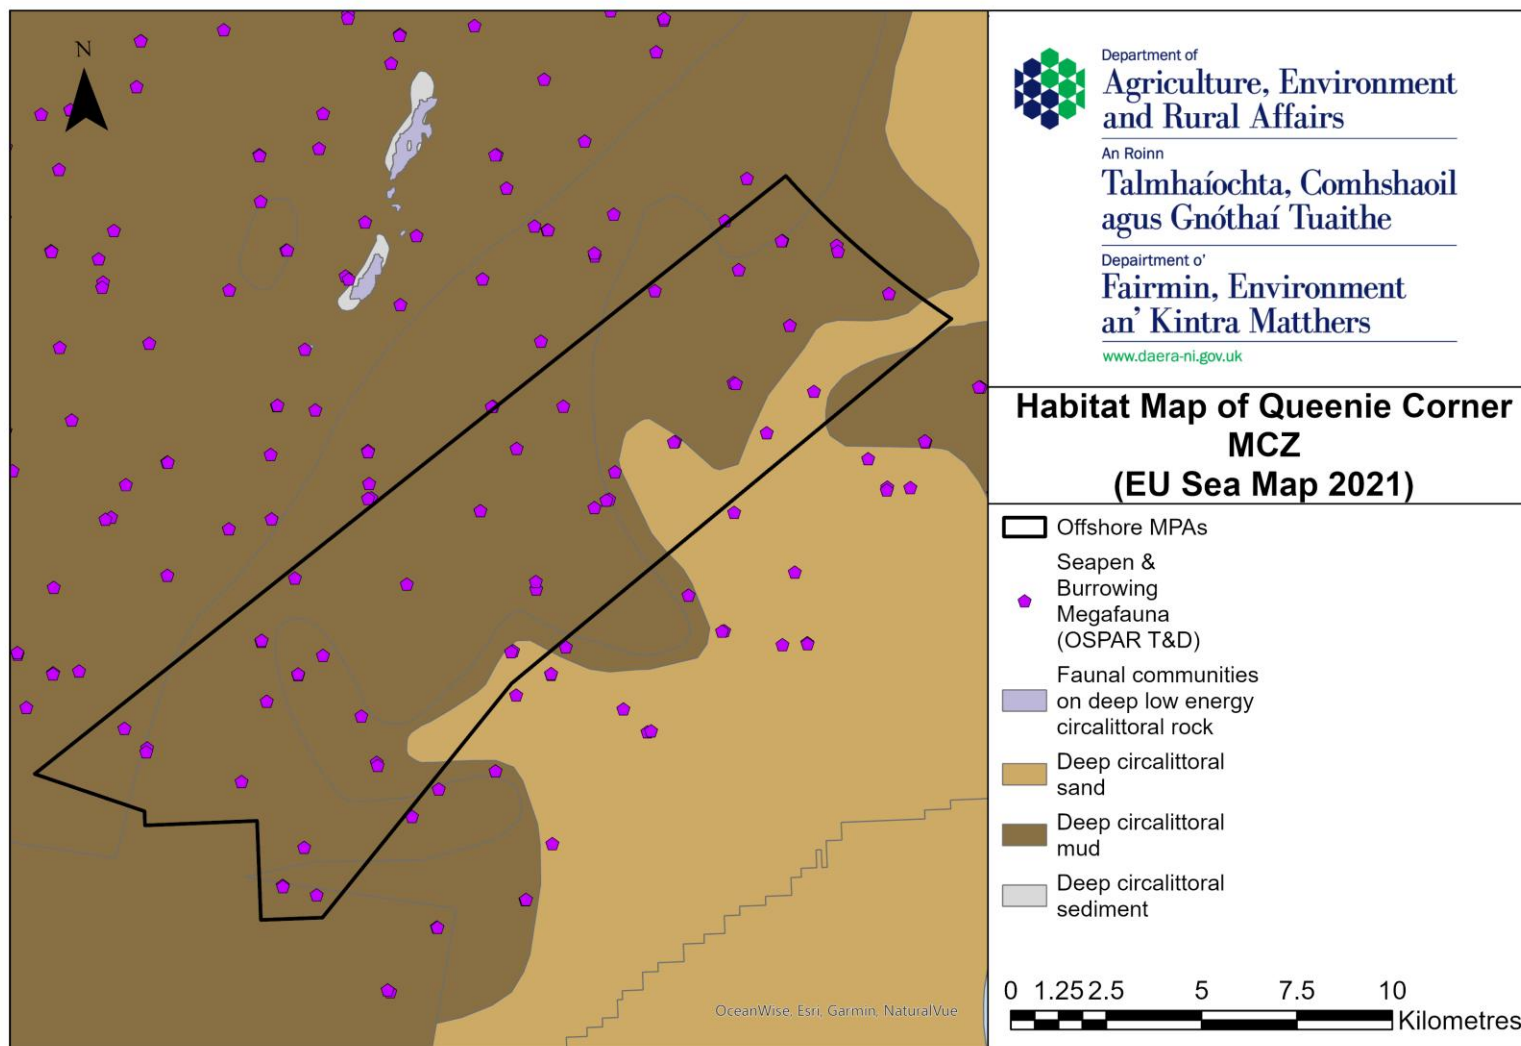 N
OceanWise, Esri, Garmin, NaturalVue
Department of
Agriculture, Environment
and Rural Affairs
An Roinn
Talmhaíochta, Comhshaoil
agus Gnóthaí Tuaithe
Depairtment o'
Fairmin, Environment
an' Kintra Matthers
www.daera-ni.gov.uk
Habitat Map of Queenie Corner
MCZ
(EU Sea Map 2021)
Offshore MPAs
Seapen &
Burrowing
Megafauna
(OSPAR T&D)
Faunal communities
on deep low energy
circalittoral rock
Deep circalittoral
sand
Deep circalittoral
mud
Deep circalittoral
sediment
0 1.25 2.5 5 7.5 10
Kilometres